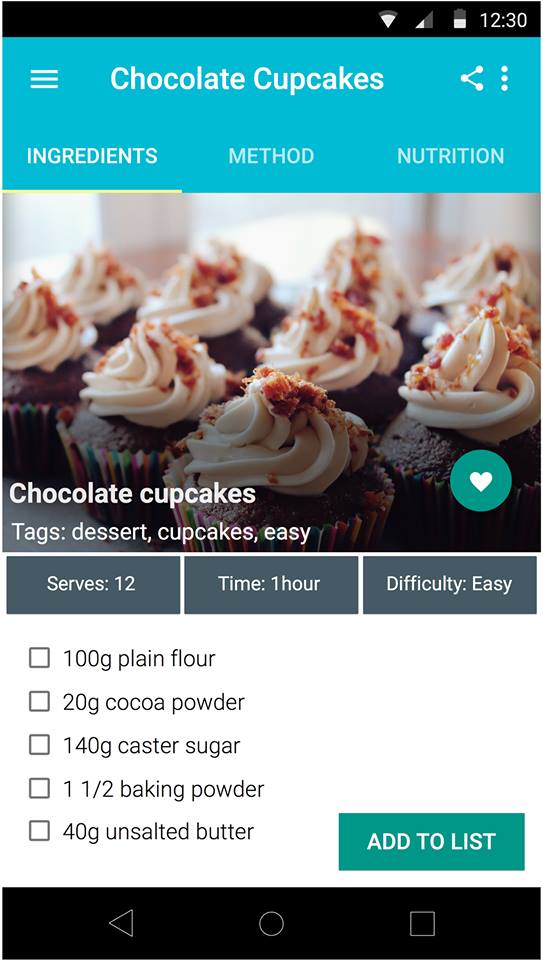 12:30
Chocolate Cupcakes
INGREDIENTS METHOD NUTRITION
Chocolate cupcakes
Tags: dessert, cupcakes, easy
Serves: 12 Time: 1hour Difficulty: Easy
100g plain flour
20g cocoa powder
140g caster sugar
1 1/2 baking powder
40g unsalted butter
ADD TO LIST